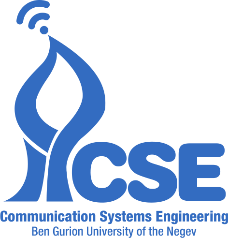 CSE
Communication Systems Engineering
Ben Gurion University of the Negev